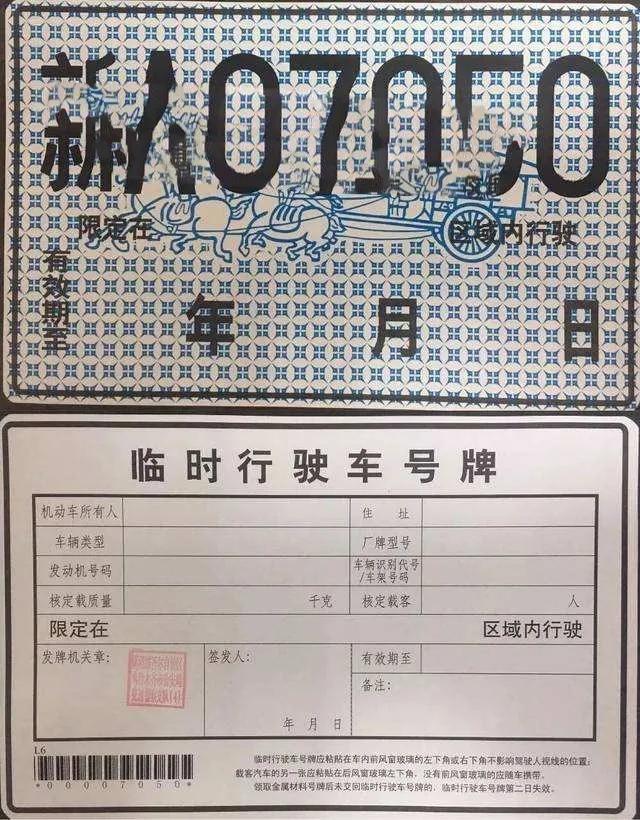 新A07050
限定在 区域内行驶
有效期至 年 月 日
临时行驶车号牌
机动车所有人 住 址
车辆类型 厂牌型号
发动机号码 车辆识别代号/车架号码
核定载质量 千克 核定载客 人
限定在 区域内行驶
发牌机关章: 签发人: 有效期至
备注:
年 月 日
L6
*00007050*
临时行驶车号牌应粘贴在车内前风窗玻璃的左下角或右下角不影响驾驶人视线的位置;
载客汽车的另一张应粘贴在后风窗玻璃左下角, 没有前风窗玻璃的应随车携带。
领取金属材料号牌后未交回临时行驶车号牌的, 临时行驶车号牌第二日失效。